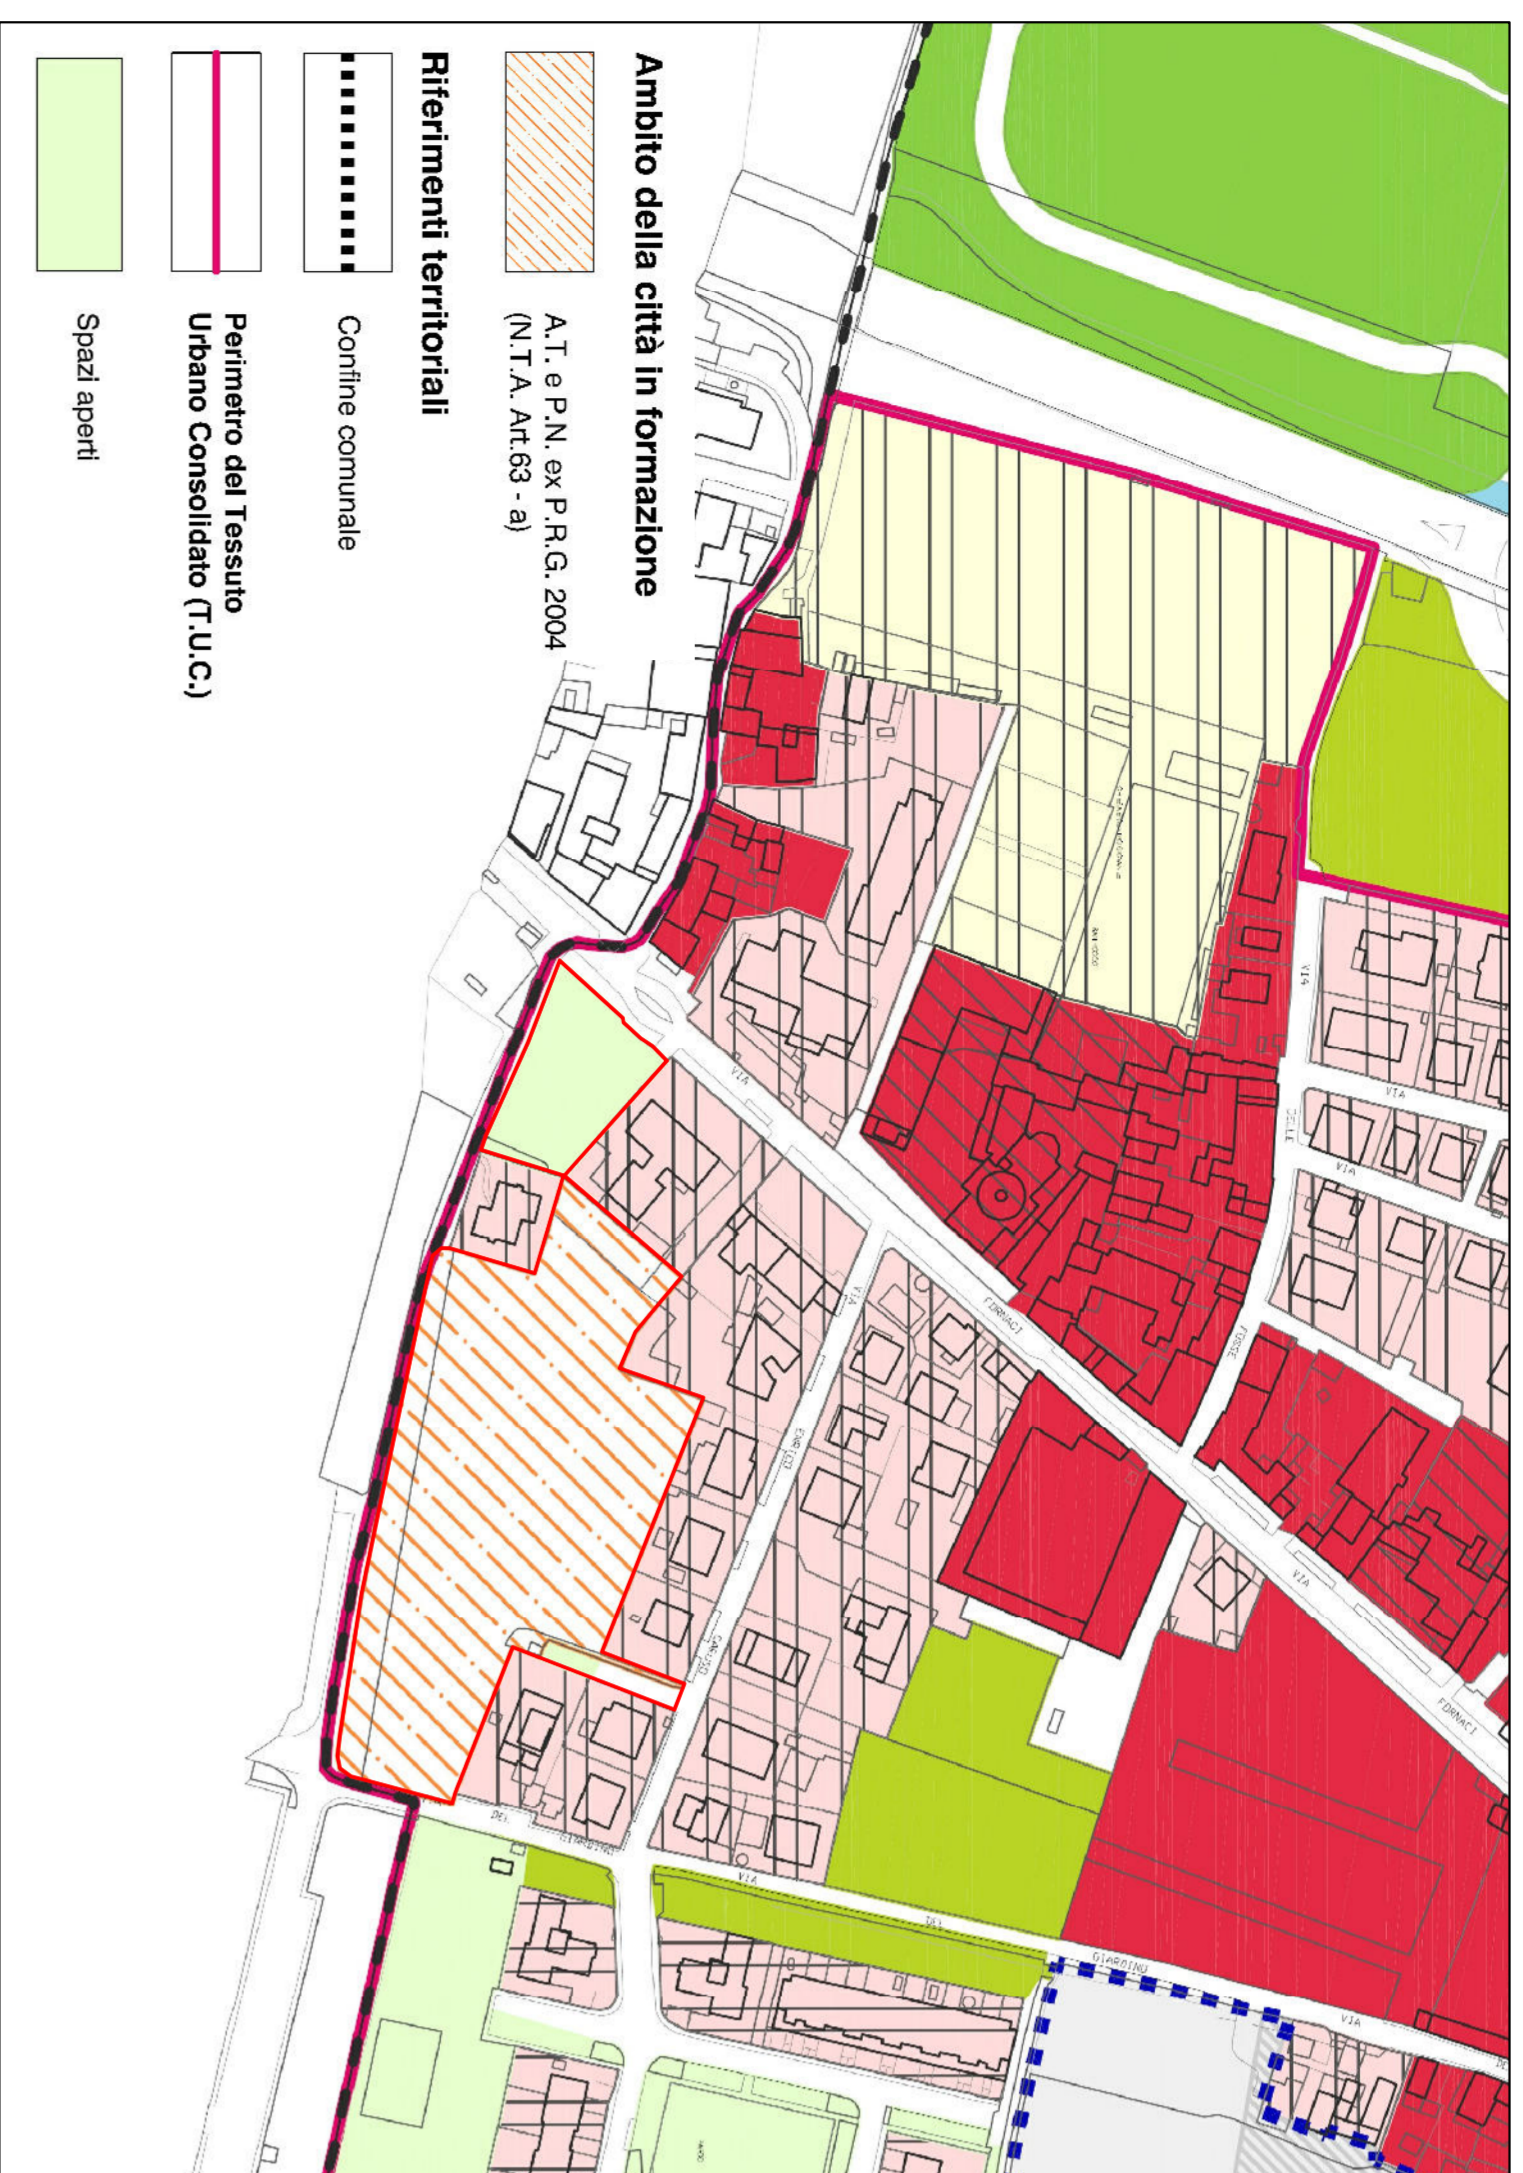 Ambito della città in formazione
A.T. e P.N. ex P.R.G. 2004
(N.T.A. Art.63 - a)
Riferimenti territoriali
Confine comunale
Perimetro del Tessuto
Urbano Consolidato (T.U.C.)
Spazi aperti
VIA
DELLE
FOSSE
VIA
VIA
VIA
FORNACI
VIA
FORNACI
VIA
ENRICO
CARUSO
DEL
GIARDINO
VIA
DEL
GIARDINO
VIA